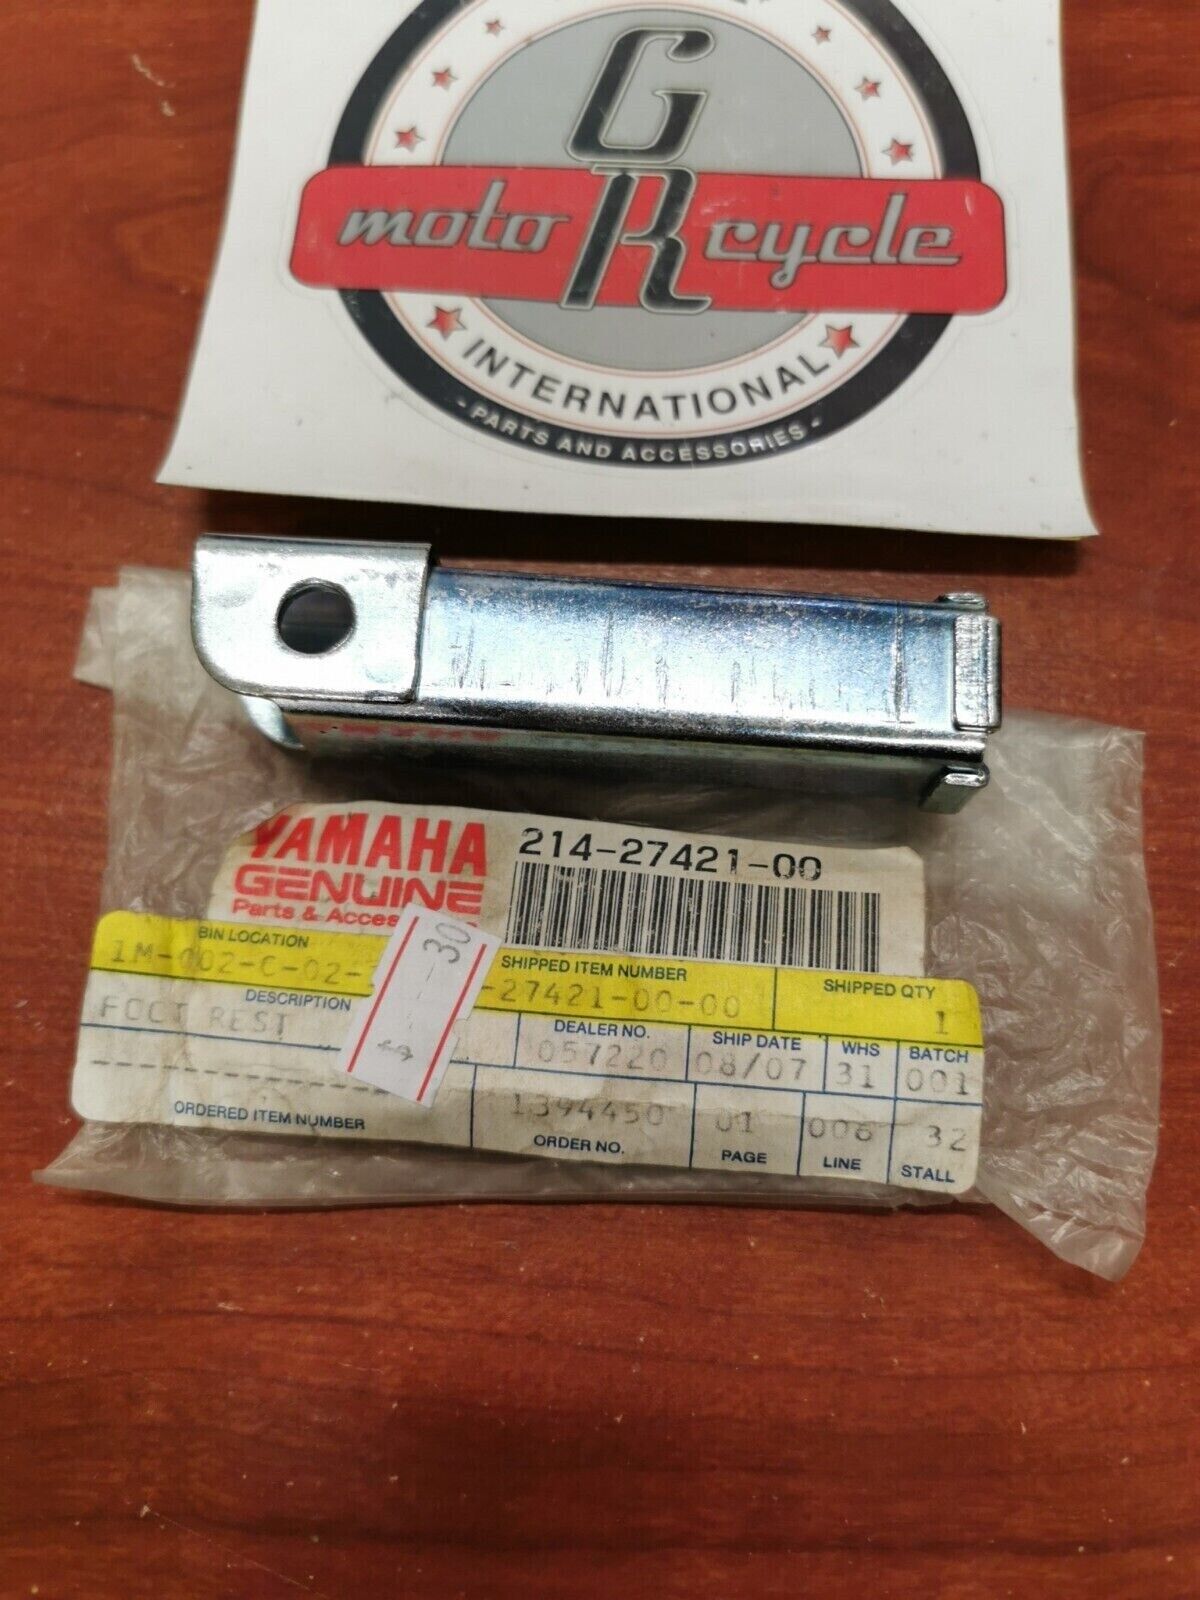 G
moto R cycle
INTERNATIONAL
- PARTS AND ACCESSORIES -
YAMAHA
GENUINE
Parts &
214-27421-00
BIN LOCATION
SHIPPED ITEM NUMBER
SHIPPED QTY
-27421-00-00
1
DESCRIPTION
FOOT REST
DEALER NO.
057220
SHIP DATE
08/07
WHS
31
BATCH
001
ORDERED ITEM NUMBER
1394450
ORDER NO.
01
PAGE
006
LINE
32
STALL
-30